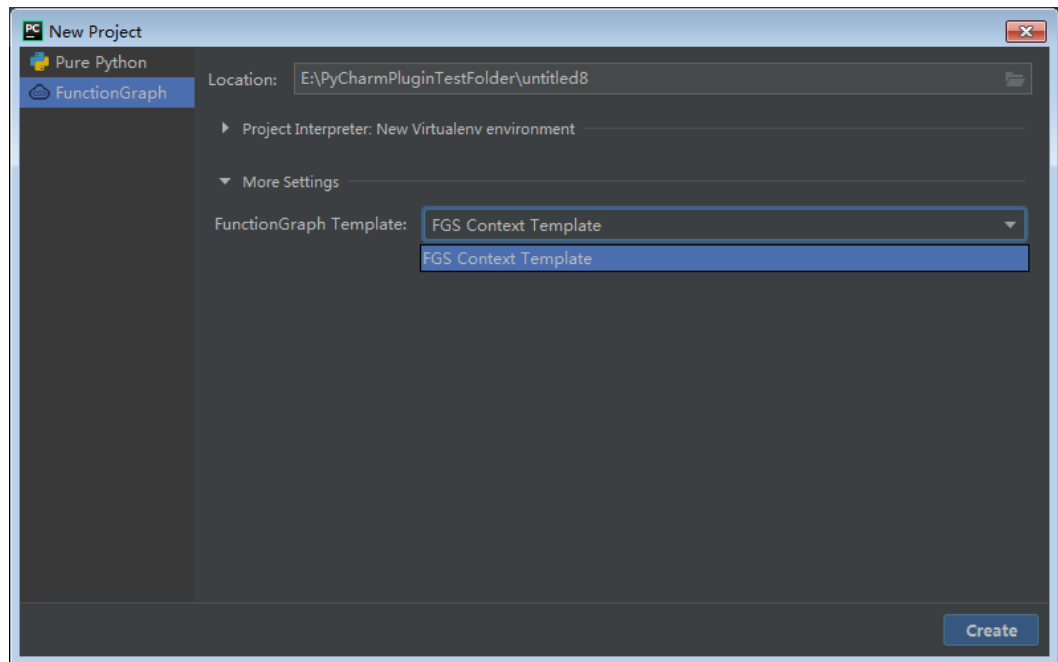 PC New Project
Pure Python
FunctionGraph
Location: E:\PyCharmPluginTestFolder\untitled8
Project Interpreter: New Virtualenv environment
More Settings
FunctionGraph Template: FGS Context Template
FGS Context Template
Create